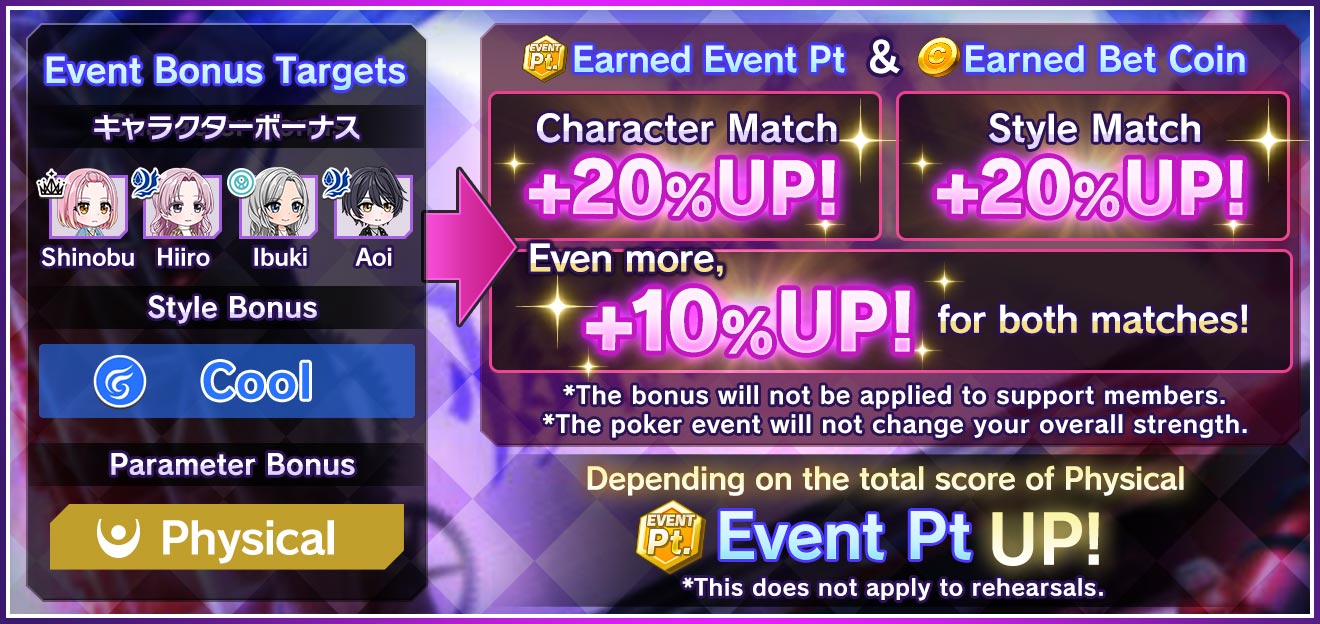 Event Bonus Targets
キャラクターボーナス
Shinobu Hiiro Ibuki Aoi
Style Bonus
Cool
Parameter Bonus
Physical
EVENT Pt. Earned Event Pt & C Earned Bet Coin
Character Match
+20%UP!
Style Match
+20%UP!
Even more,
+10%UP! for both matches!
*The bonus will not be applied to support members.
*The poker event will not change your overall strength.
Depending on the total score of Physical
EVENT Pt. Event Pt UP!
*This does not apply to rehearsals.